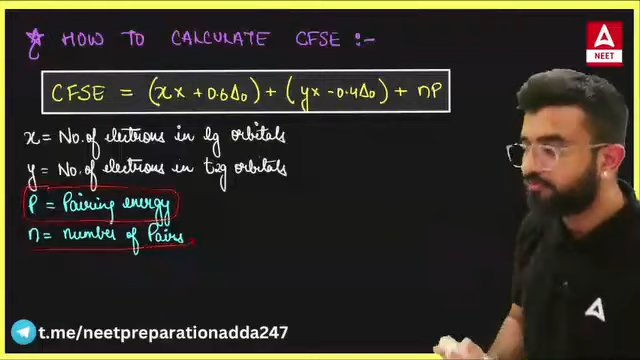 HOW TO CALCULATE CFSE :-
A
NEET
CFSE = (x x +0.6Δ₀) + (y x -0.4Δ₀) + nP
x = No. of electrons in eg orbitals
y = No. of electrons in t2g orbitals
P = Pairing energy
n = number of Pairs
t.me/neetpreparationadda247